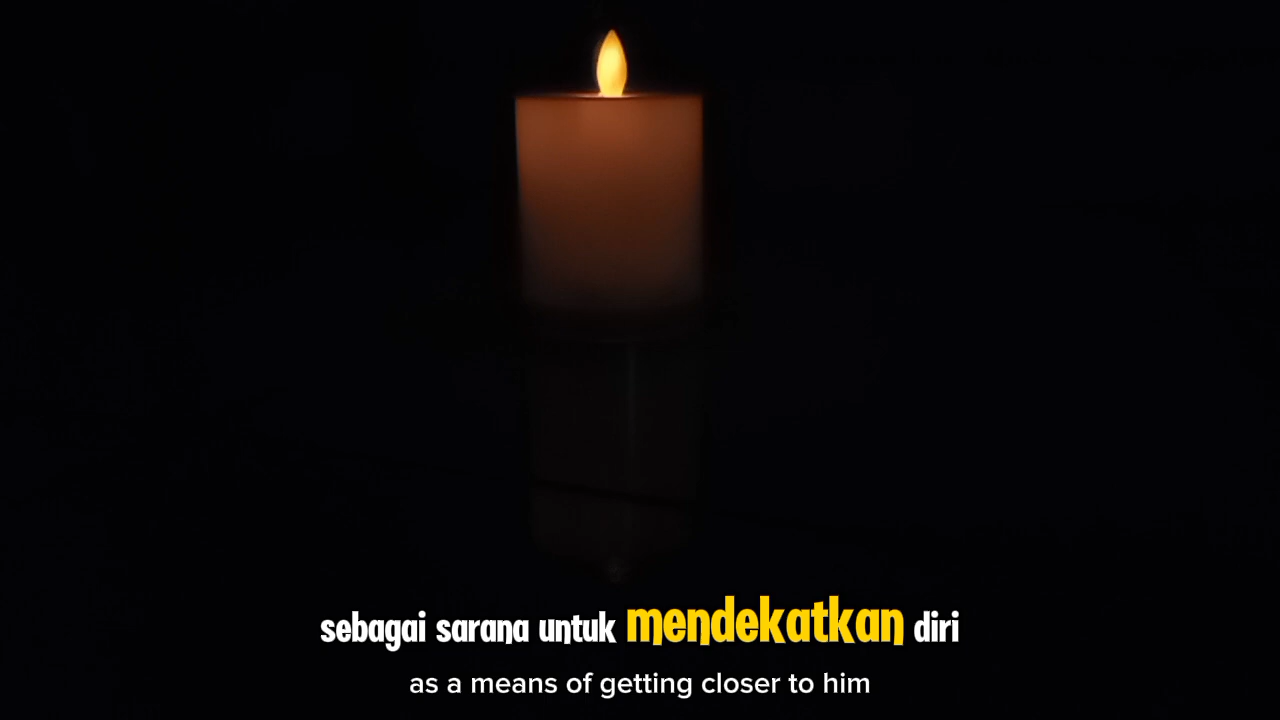 sebagai sarana untuk mendekatkan diri
as a means of getting closer to him